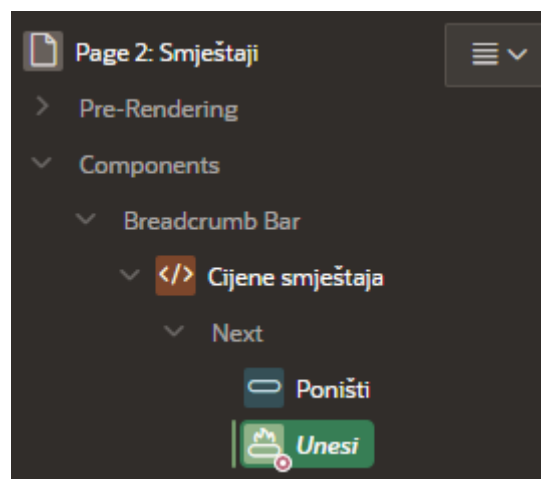 Page 2: Smještaji
Pre-Rendering
Components
Breadcrumb Bar
</> Cijene smještaja
Next
Poništi
Unesi